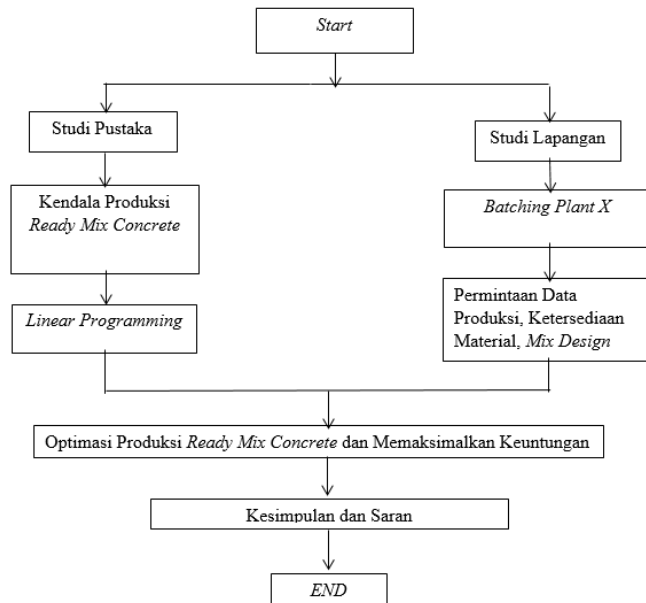 Start
Studi Pustaka
Studi Lapangan
Kendala Produksi
Ready Mix Concrete
Batching Plant X
Linear Programming
Permintaan Data
Produksi, Ketersediaan
Material, Mix Design
Optimasi Produksi Ready Mix Concrete dan Memaksimalkan Keuntungan
Kesimpulan dan Saran
END